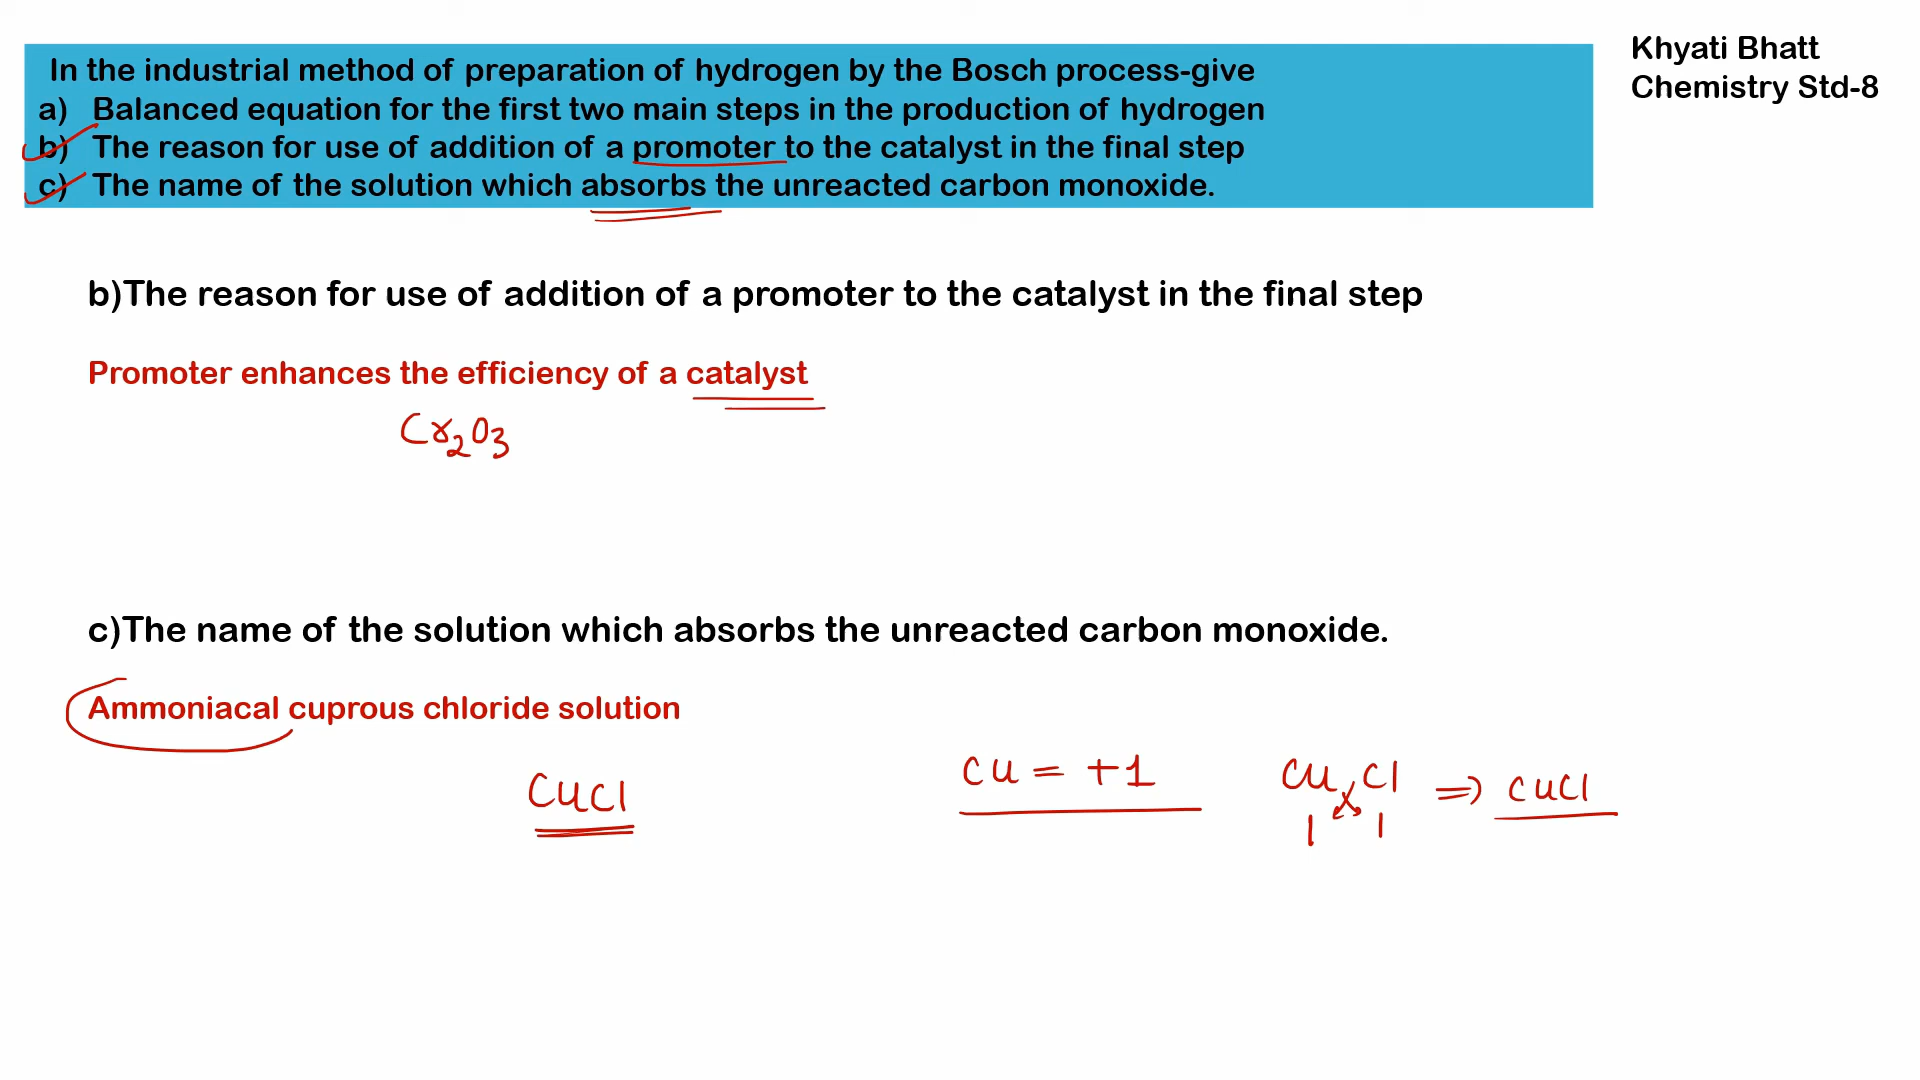 In the industrial method of preparation of hydrogen by the Bosch process-give
a) Balanced equation for the first two main steps in the production of hydrogen
b) The reason for use of addition of a promoter to the catalyst in the final step
c) The name of the solution which absorbs the unreacted carbon monoxide.
Khyati Bhatt
Chemistry Std-8
b)The reason for use of addition of a promoter to the catalyst in the final step
Promoter enhances the efficiency of a catalyst
Cr₂O₃
c)The name of the solution which absorbs the unreacted carbon monoxide.
Ammoniacal cuprous chloride solution
CuCl
Cu = +1
Cu Cl ⇒ CuCl
1 1